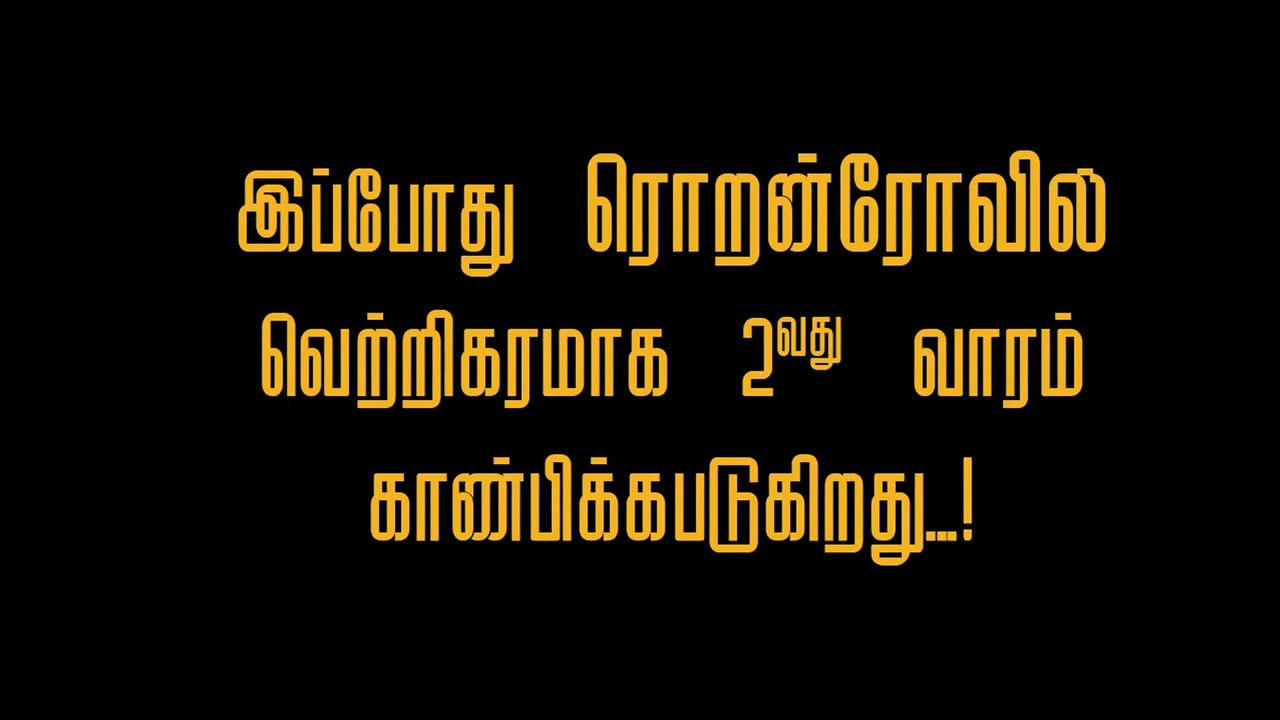 இப்போது ரொறன்ரோவில்
வெற்றிகரமாக 2வது வாரம்
காண்பிக்கபடுகிறது...!